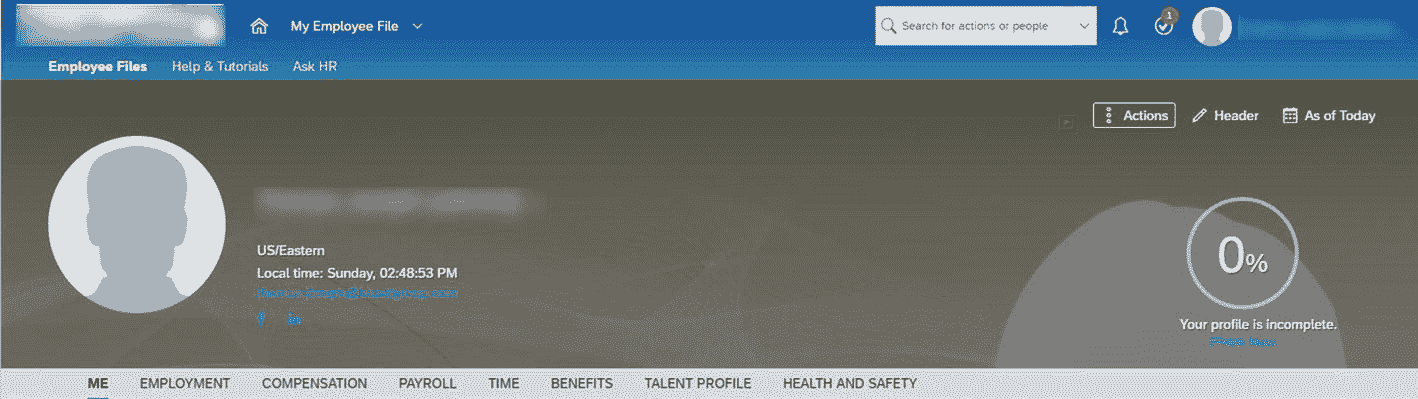 My Employee File
Search for actions or people
1
Employee Files Help & Tutorials Ask HR
Actions Header As of Today
US/Eastern
Local time: Sunday, 02:48:53 PM
0%
Your profile is incomplete.
ME EMPLOYMENT COMPENSATION PAYROLL TIME BENEFITS TALENT PROFILE HEALTH AND SAFETY